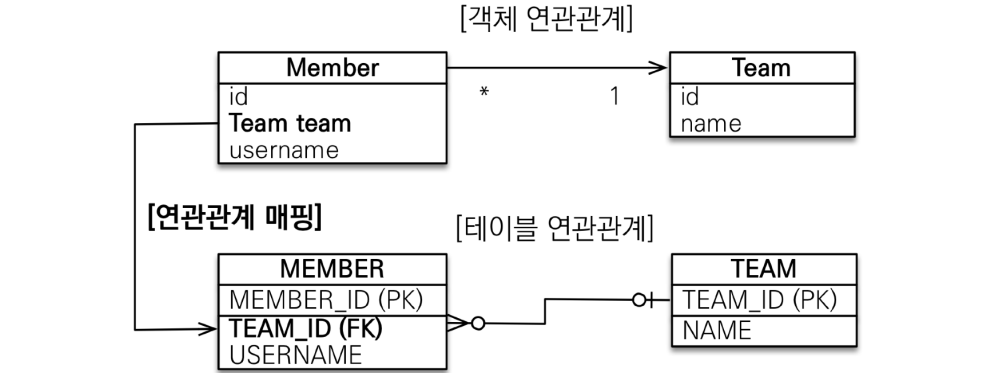 [객체 연관관계]
Member
id
Team team
username
* 1
Team
id
name
[연관관계 매핑]
[테이블 연관관계]
MEMBER
MEMBER_ID (PK)
TEAM_ID (FK)
USERNAME
TEAM
TEAM_ID (PK)
NAME